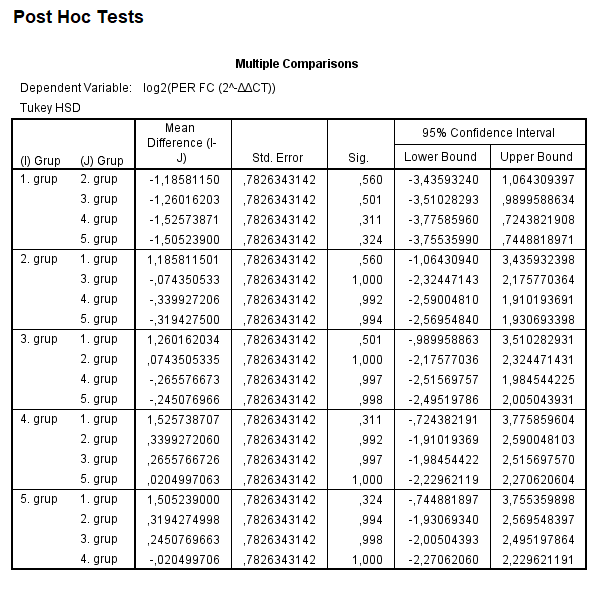 Post Hoc Tests
Multiple Comparisons
Dependent Variable: log2(PER FC (2^-ΔΔCT))
Tukey HSD
(I) Grup (J) Grup Mean Difference (I-J) Std. Error Sig. 95% Confidence Interval
Lower Bound Upper Bound
1. grup 2. grup -1,18581150 ,7826343142 ,560 -3,43593240 1,064309397
3. grup -1,26016203 ,7826343142 ,501 -3,51028293 ,9899588634
4. grup -1,52573871 ,7826343142 ,311 -3,77585960 ,7243821908
5. grup -1,50523900 ,7826343142 ,324 -3,75535990 ,7448818971
2. grup 1. grup 1,185811501 ,7826343142 ,560 -1,06430940 3,435932398
3. grup -,074350533 ,7826343142 1,000 -2,32447143 2,175770364
4. grup -,339927206 ,7826343142 ,992 -2,59004810 1,910193691
5. grup -,319427500 ,7826343142 ,994 -2,56954840 1,930693398
3. grup 1. grup 1,260162034 ,7826343142 ,501 -,989958863 3,510282931
2. grup ,0743505335 ,7826343142 1,000 -2,17577036 2,324471431
4. grup -,265576673 ,7826343142 ,997 -2,51569757 1,984544225
5. grup -,245076966 ,7826343142 ,998 -2,49519786 2,005043931
4. grup 1. grup 1,525738707 ,7826343142 ,311 -,724382191 3,775859604
2. grup ,3399272060 ,7826343142 ,992 -1,91019369 2,590048103
3. grup ,2655766726 ,7826343142 ,997 -1,98454422 2,515697570
5. grup ,0204997063 ,7826343142 1,000 -2,22962119 2,270620604
5. grup 1. grup 1,505239000 ,7826343142 ,324 -,744881897 3,755359898
2. grup ,3194274998 ,7826343142 ,994 -1,93069340 2,569548397
3. grup ,2450769663 ,7826343142 ,998 -2,00504393 2,495197864
4. grup -,020499706 ,7826343142 1,000 -2,27062060 2,229621191